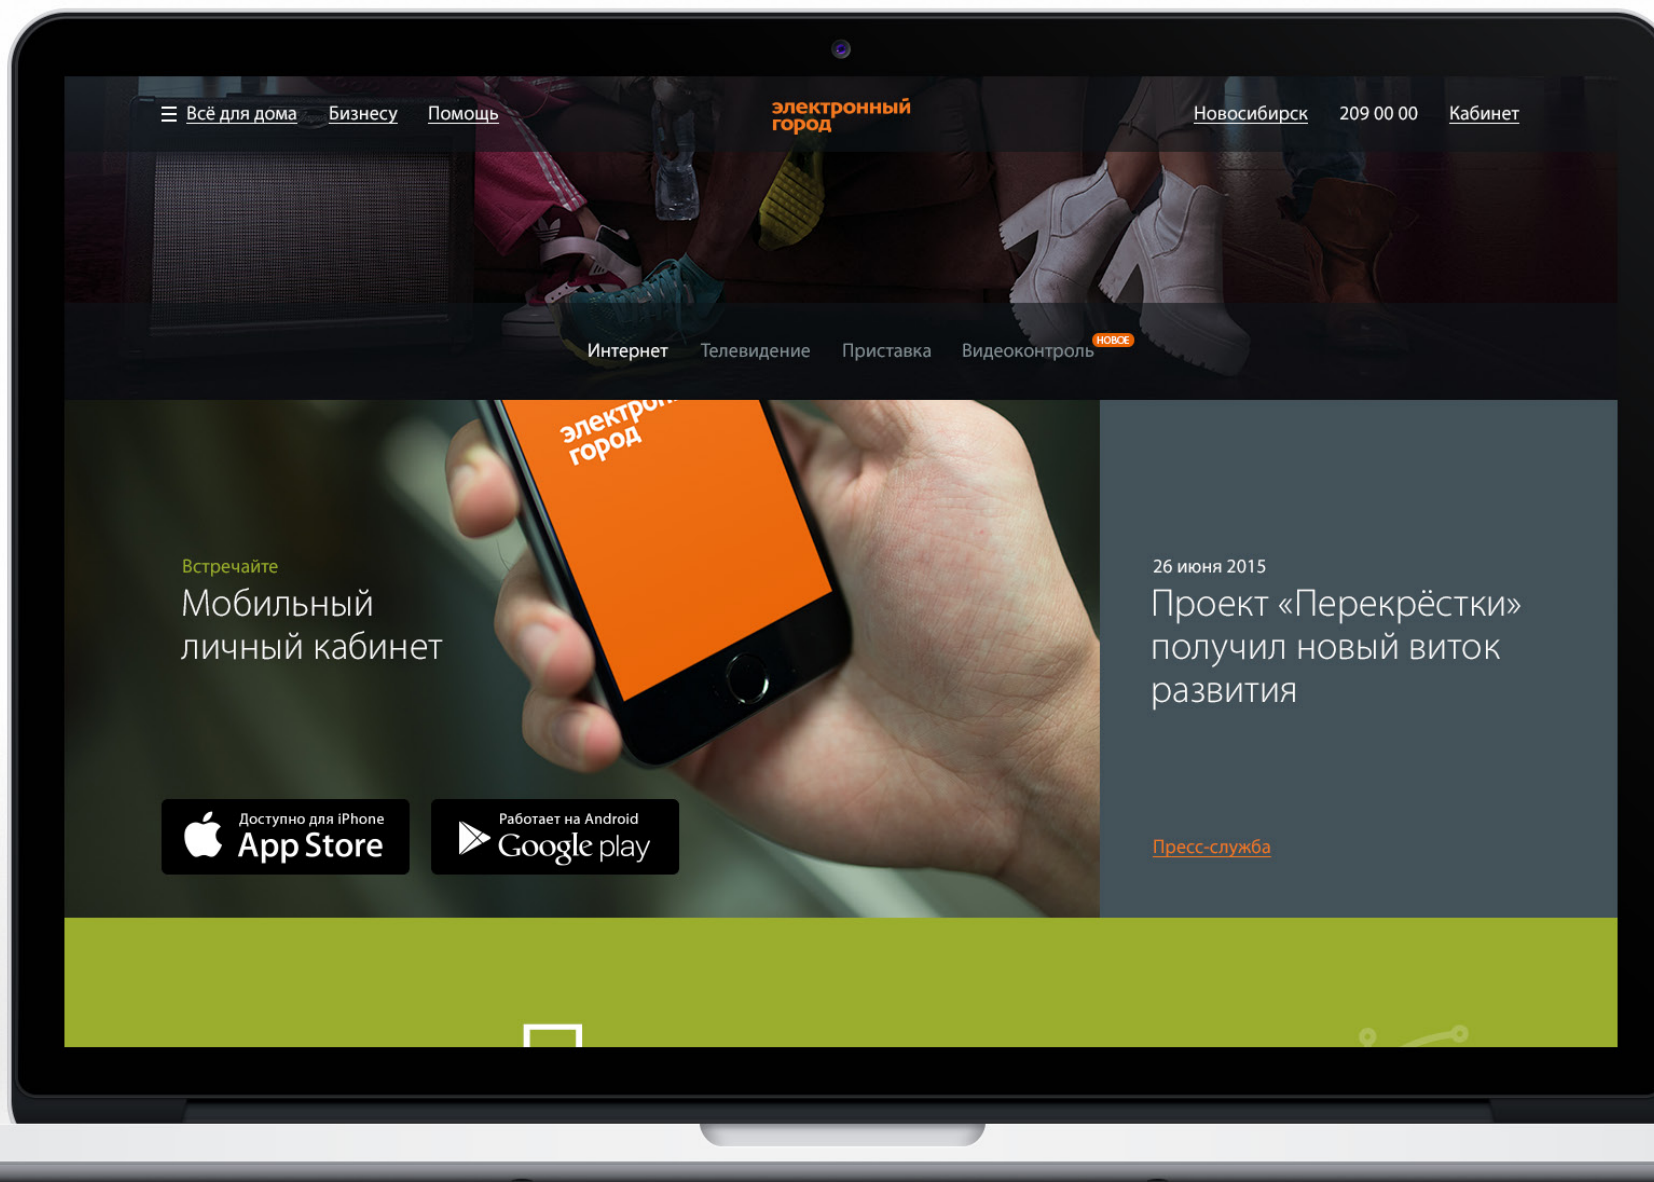 Всё для дома Бизнесу Помощь
электронный
город
Новосибирск 209 00 00 Кабинет
Интернет Телевидение Приставка Видеоконтроль НОВОЕ
город
Встречайте
Мобильный
личный кабинет
26 июня 2015
Проект «Перекрёстки»
получил новый виток
развития
Доступно для iPhone
App Store
Работает на Android
Google play
Пресс-служба